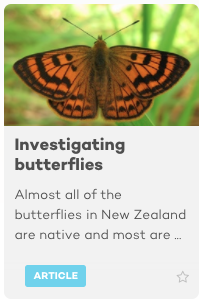 Investigating
butterflies
Almost all of the
butterflies in New Zealand
are native and most are ...
ARTICLE